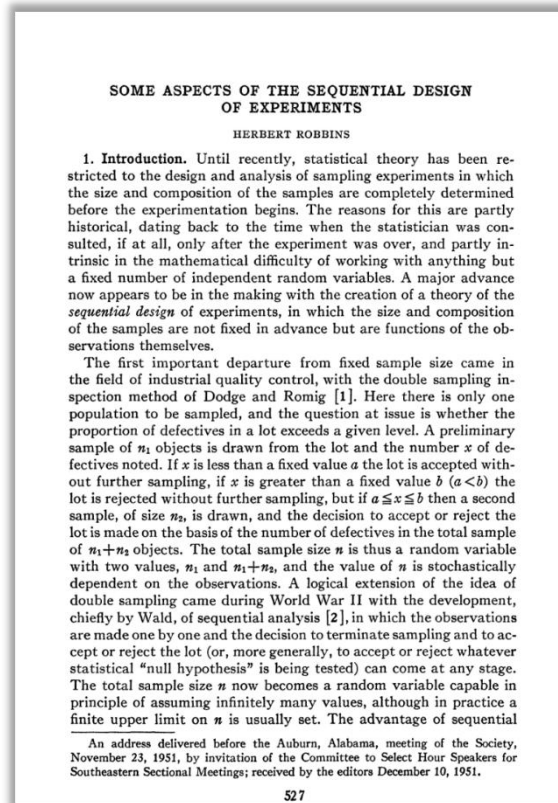 SOME ASPECTS OF THE SEQUENTIAL DESIGN
OF EXPERIMENTS
HERBERT ROBBINS
1. Introduction. Until recently, statistical theory has been re-
stricted to the design and analysis of sampling experiments in which
the size and composition of the samples are completely determined
before the experimentation begins. The reasons for this are partly
historical, dating back to the time when the statistician was con-
sulted, if at all, only after the experiment was over, and partly in-
trinsic in the mathematical difficulty of working with anything but
a fixed number of independent random variables. A major advance
now appears to be in the making with the creation of a theory of the
sequential design of experiments, in which the size and composition
of the samples are not fixed in advance but are functions of the ob-
servations themselves.
The first important departure from fixed sample size came in
the field of industrial quality control, with the double sampling in-
spection method of Dodge and Romig [1]. Here there is only one
population to be sampled, and the question at issue is whether the
proportion of defectives in a lot exceeds a given level. A preliminary
sample of n₁ objects is drawn from the lot and the number x of de-
fectives noted. If x is less than a fixed value a the lot is accepted with-
out further sampling, if x is greater than a fixed value b (a<b) the
lot is rejected without further sampling, but if a≦x≦b then a second
sample, of size n₂, is drawn, and the decision to accept or reject the
lot is made on the basis of the number of defectives in the total sample
of n₁+n₂ objects. The total sample size n is thus a random variable
with two values, n₁ and n₁+n₂, and the value of n is stochastically
dependent on the observations. A logical extension of the idea of
double sampling came during World War II with the development,
chiefly by Wald, of sequential analysis [2], in which the observations
are made one by one and the decision to terminate sampling and to ac-
cept or reject the lot (or, more generally, to accept or reject whatever
statistical "null hypothesis" is being tested) can come at any stage.
The total sample size n now becomes a random variable capable in
principle of assuming infinitely many values, although in practice a
finite upper limit on n is usually set. The advantage of sequential
An address delivered before the Auburn, Alabama, meeting of the Society,
November 23, 1951, by invitation of the Committee to Select Hour Speakers for
Southeastern Sectional Meetings; received by the editors December 10, 1951.
527